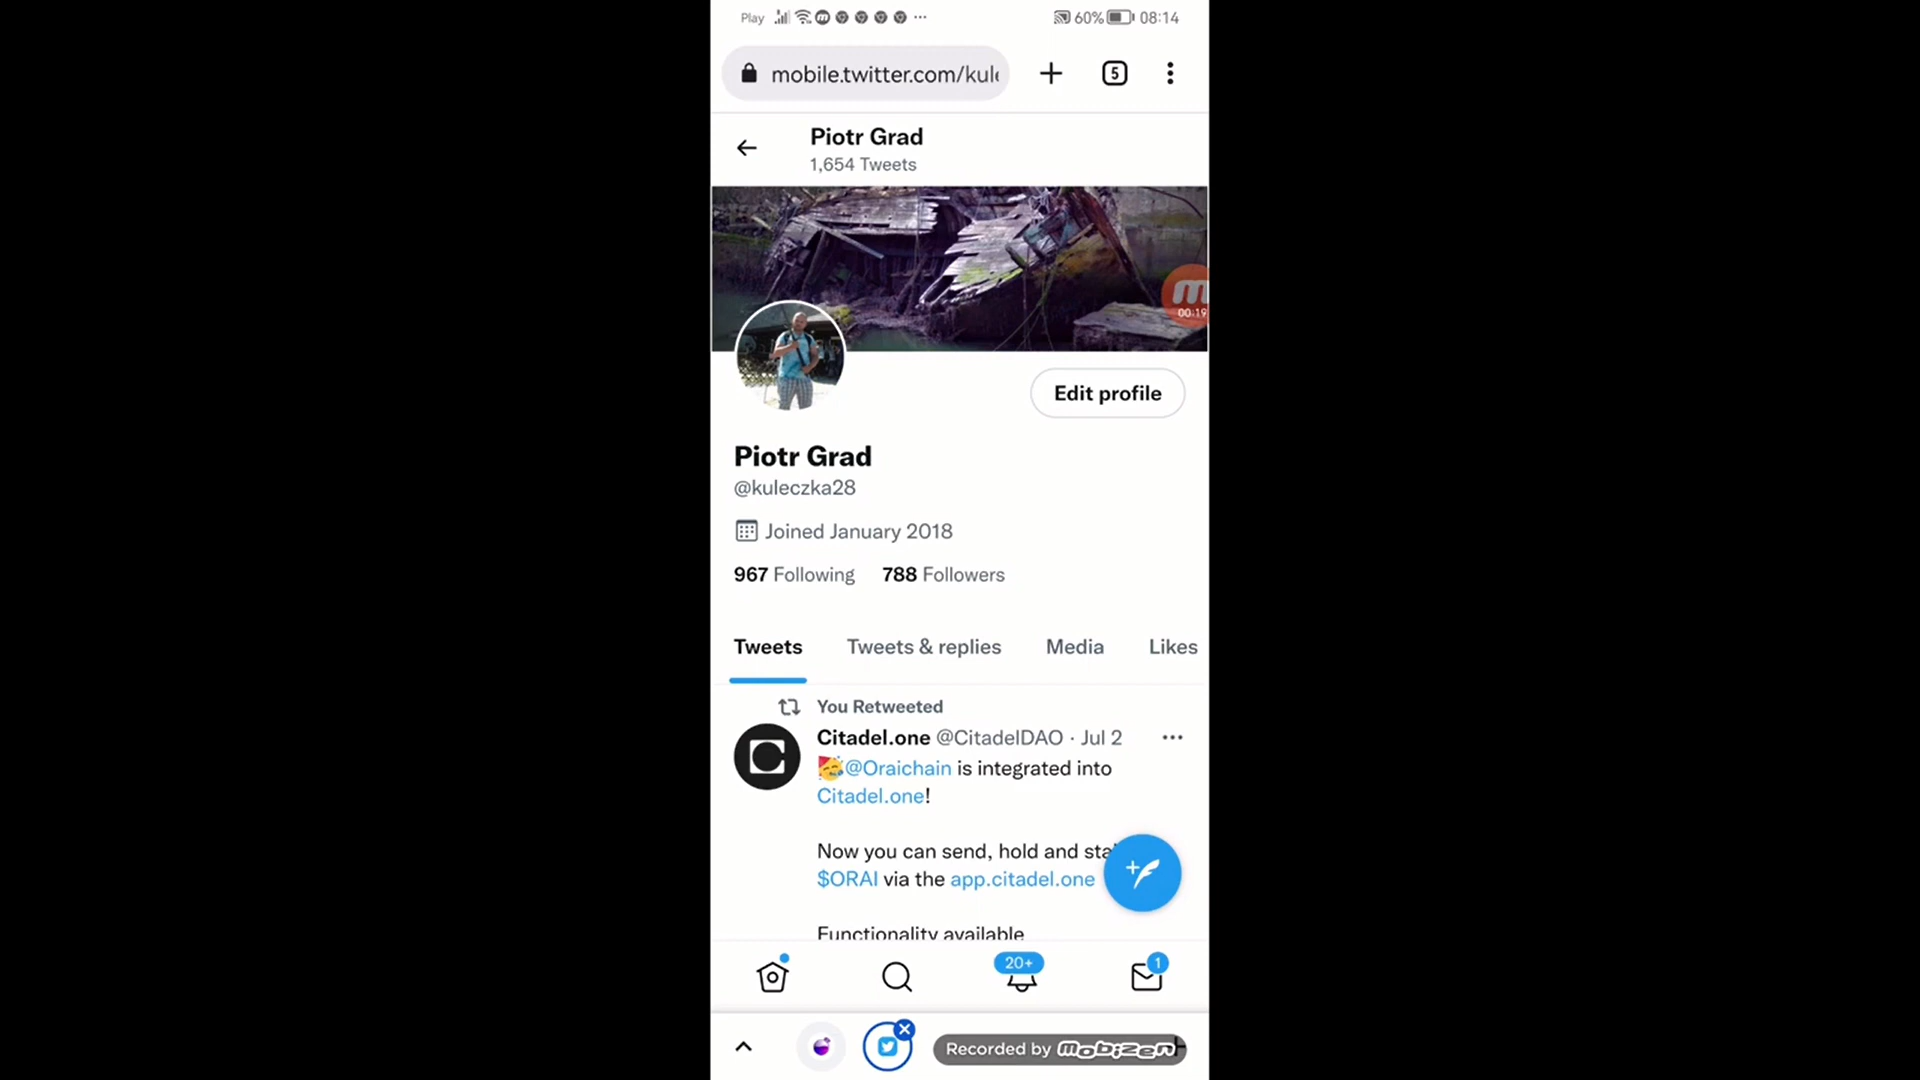 Play 60% 08:14
mobile.twitter.com/kule 5
Piotr Grad
1,654 Tweets
00:19
Edit profile
Piotr Grad
@kuleczka28
Joined January 2018
967 Following 788 Followers
Tweets Tweets & replies Media Likes
You Retweeted
Citadel.one @CitadelDAO · Jul 2
@Oraichain is integrated into
Citadel.one!
Now you can send, hold and sta
$ORAI via the app.citadel.one
Functionality available
20+ 1
Recorded by mobizen